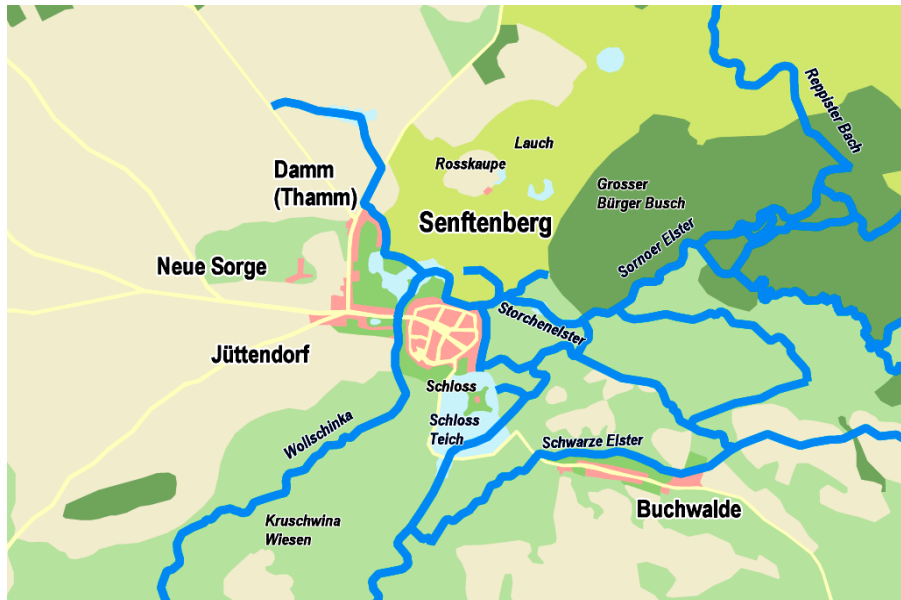 Reppister Bach
Lauch
Rosskaupe
Damm
(Thamm)
Grosser
Bürger Busch
Senftenberg
Sornoer Elster
Neue Sorge
Storchenelster
Jüttendorf
Schloss
Schloss
Teich
Wollschinka
Schwarze Elster
Buchwalde
Kruschwina
Wiesen